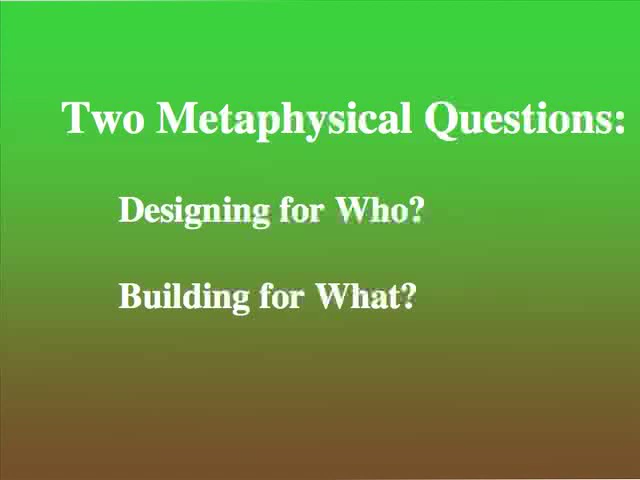 Two Metaphysical Questions:
Designing for Who?
Building for What?